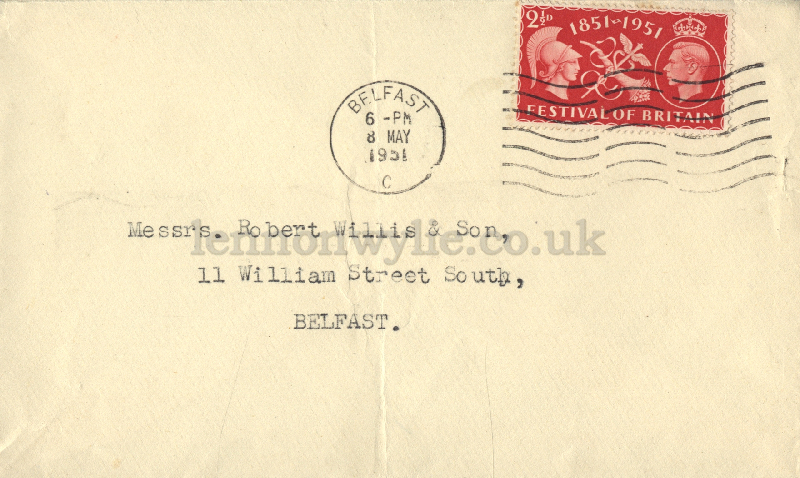 2½D
1851-1951
FESTIVAL OF BRITAIN
BELFAST
6 -PM
8 MAY
1951
C
Messrs. Robert Willis & Son,
lennonwylie.co.uk
11 William Street South,
BELFAST.